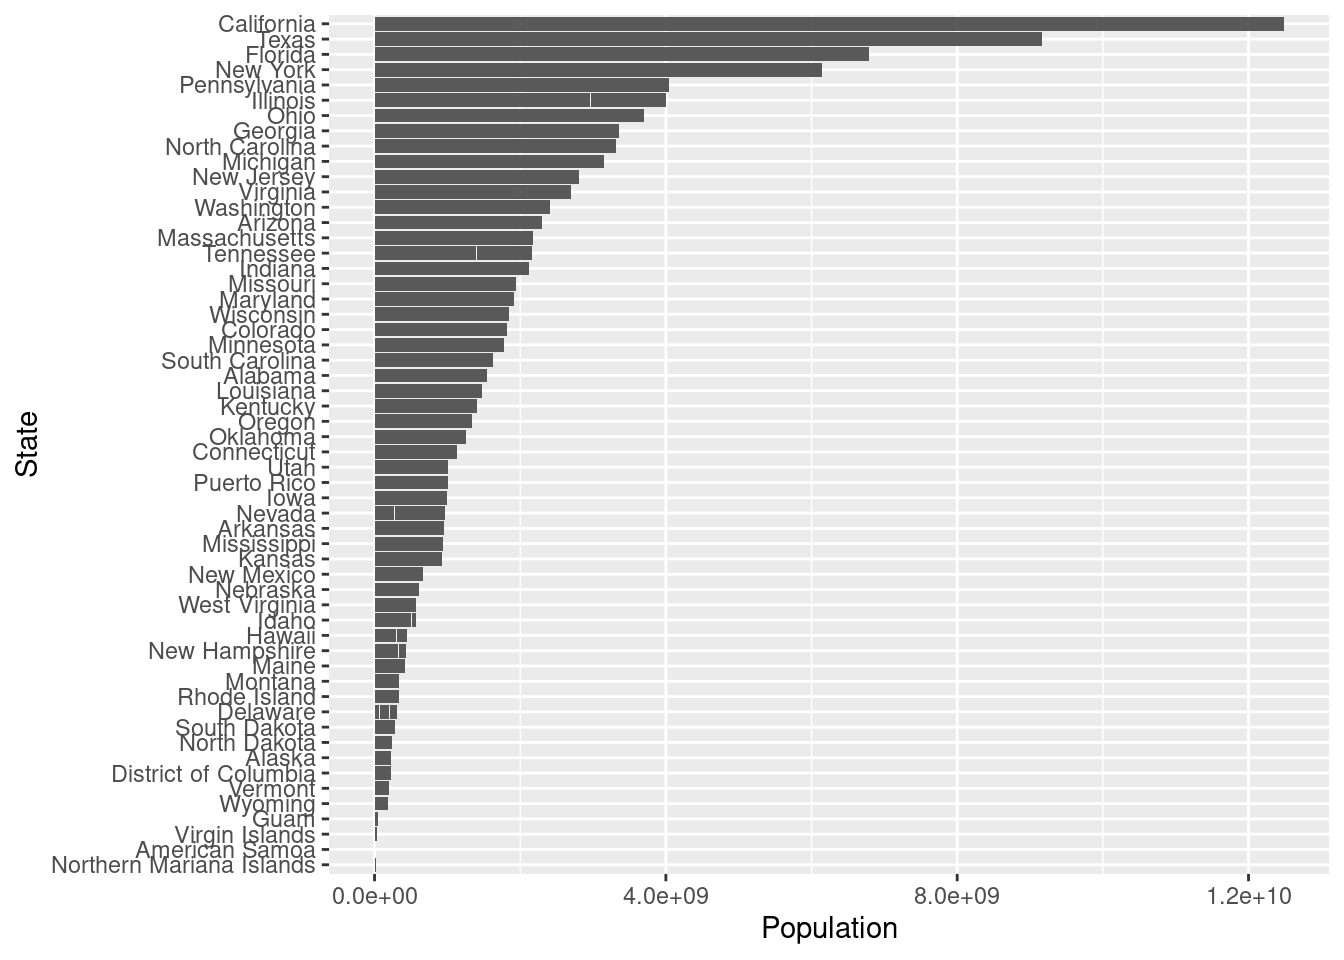 California
Texas
Florida
New York
Pennsylvania
Illinois
Ohio
Georgia
North Carolina
Michigan
New Jersey
Virginia
Washington
Arizona
Massachusetts
Tennessee
Indiana
Missouri
Maryland
Wisconsin
Colorado
Minnesota
South Carolina
Alabama
Louisiana
Kentucky
Oregon
Oklahoma
Connecticut
Utah
Puerto Rico
Iowa
Nevada
Arkansas
Mississippi
Kansas
New Mexico
Nebraska
West Virginia
Idaho
Hawaii
New Hampshire
Maine
Montana
Rhode Island
Delaware
South Dakota
North Dakota
Alaska
District of Columbia
Vermont
Wyoming
Guam
Virgin Islands
American Samoa
Northern Mariana Islands
State
0.0e+00 4.0e+09 8.0e+09 1.2e+10
Population